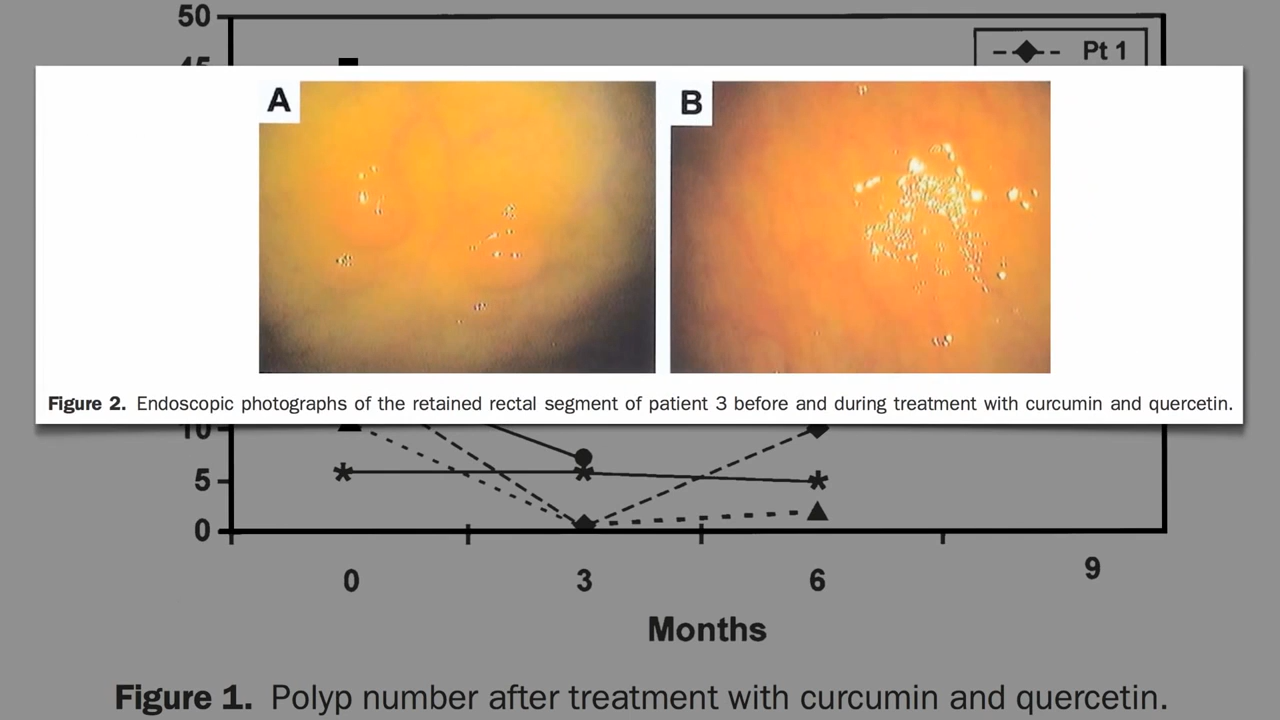 50
Pt 1
45
A
B
Figure 2. Endoscopic photographs of the retained rectal segment of patient 3 before and during treatment with curcumin and quercetin.
10
5
0
0 3 6 9
Months
Figure 1. Polyp number after treatment with curcumin and quercetin.